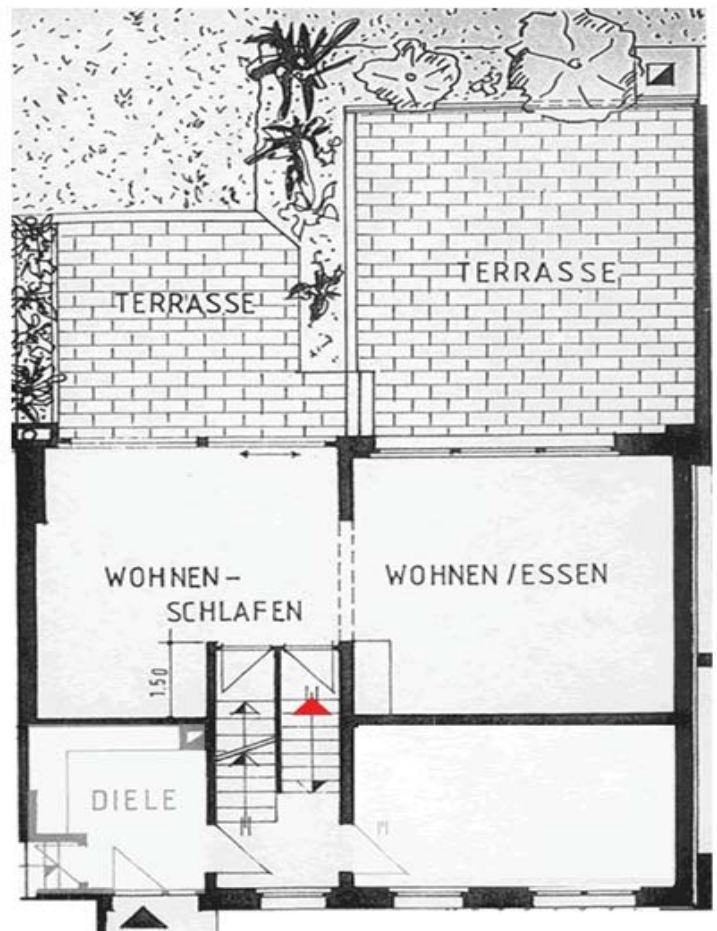 TERRASSE
TERRASSE
WOHNEN-
SCHLAFEN
WOHNEN/ESSEN
1.50
DIELE